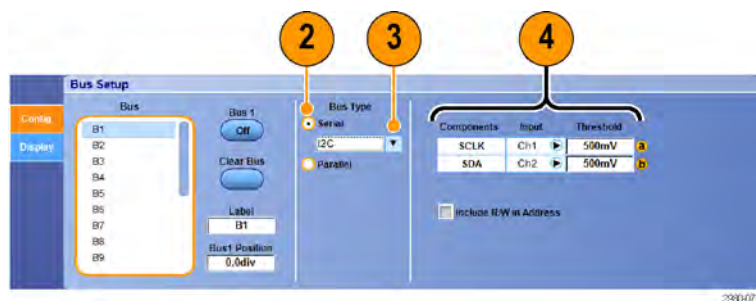 2
3
4
Bus Setup
Config
Display
Bus
B1
B2
B3
B4
B5
B6
B7
B8
B9
Bus 1
Off
Clear Bus
Label
B1
Bus1 Position
0.0div
Bus Type
Serial
I2C
Parallel
Components Input Threshold
SCLK Ch1 500mV a
SDA Ch2 500mV b
Include R/W in Address